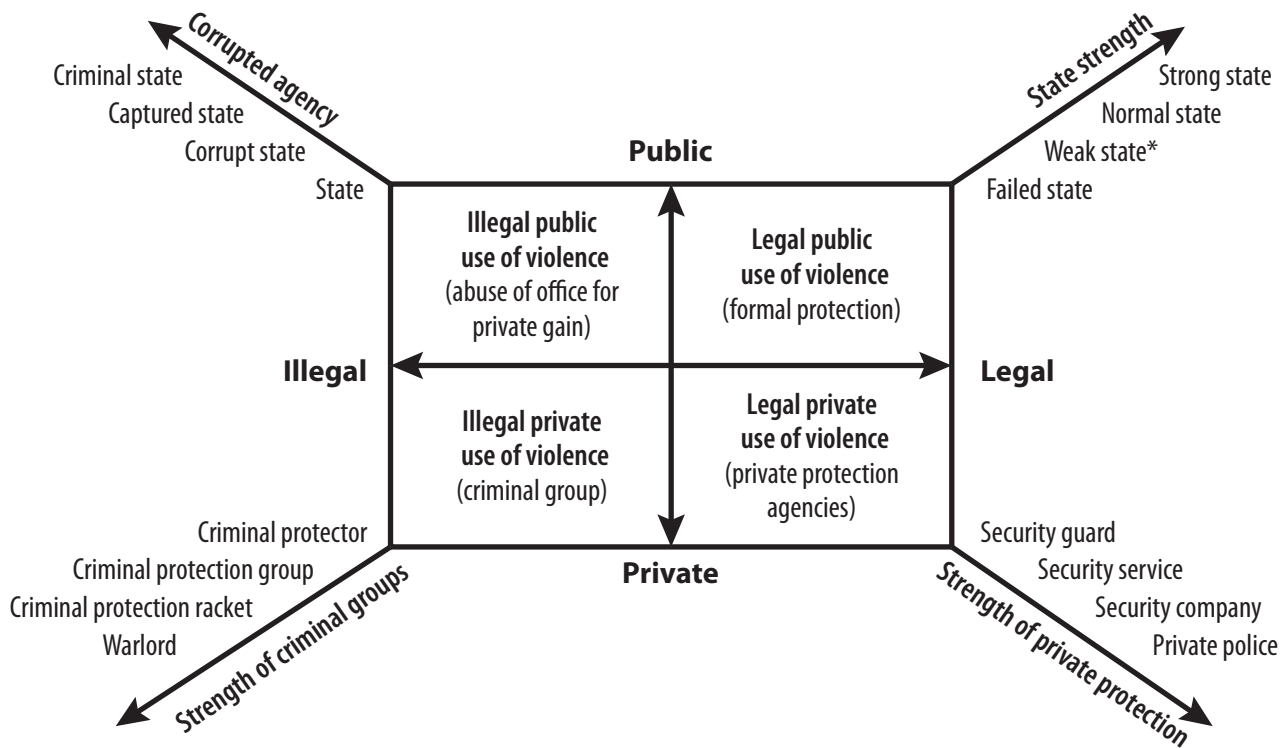 Corrupted agency
Criminal state
Captured state
Corrupt state
State
State strength
Strong state
Normal state
Weak state*
Failed state
Public
Illegal public
use of violence
(abuse of office for
private gain)
Legal public
use of violence
(formal protection)
Illegal
Legal
Illegal private
use of violence
(criminal group)
Legal private
use of violence
(private protection
agencies)
Private
Criminal protector
Criminal protection group
Criminal protection racket
Warlord
Strength of criminal groups
Security guard
Security service
Security company
Private police
Strength of private protection